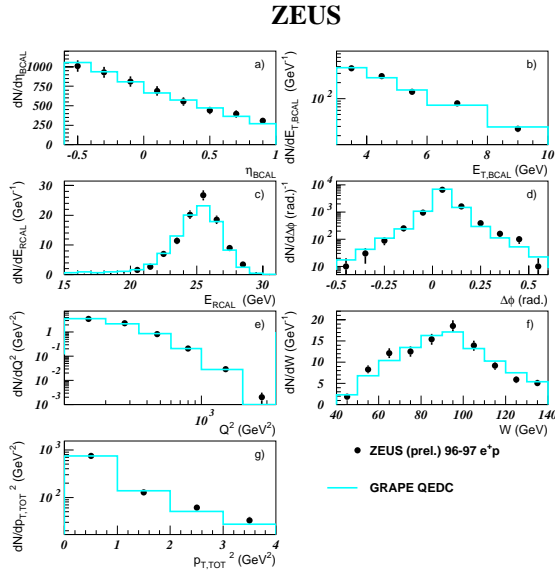 ZEUS
dN/dη_BCAL
a)
1000
750
500
250
0
-0.5 0 0.5 1
η_BCAL
dN/dE_T,BCAL (GeV⁻¹)
b)
10²
4 6 8 10
E_T,BCAL (GeV)
dN/dE_RCAL (GeV⁻¹)
c)
30
20
10
0
15 20 25 30
E_RCAL (GeV)
dN/dΔϕ (rad.)⁻¹
d)
10⁴
10³
10²
10
-0.5 -0.25 0 0.25 0.5
Δϕ (rad.)
dN/dQ² (GeV⁻²)
e)
1
10⁻¹
10⁻²
10⁻³
10³
Q² (GeV²)
dN/dW (GeV⁻¹)
f)
20
15
10
5
0
40 60 80 100 120 140
W (GeV)
dN/dp_T,TOT² (GeV⁻²)
g)
10³
10²
0 1 2 3 4
p_T,TOT² (GeV²)
ZEUS (prel.) 96-97 e⁺p
GRAPE QEDC